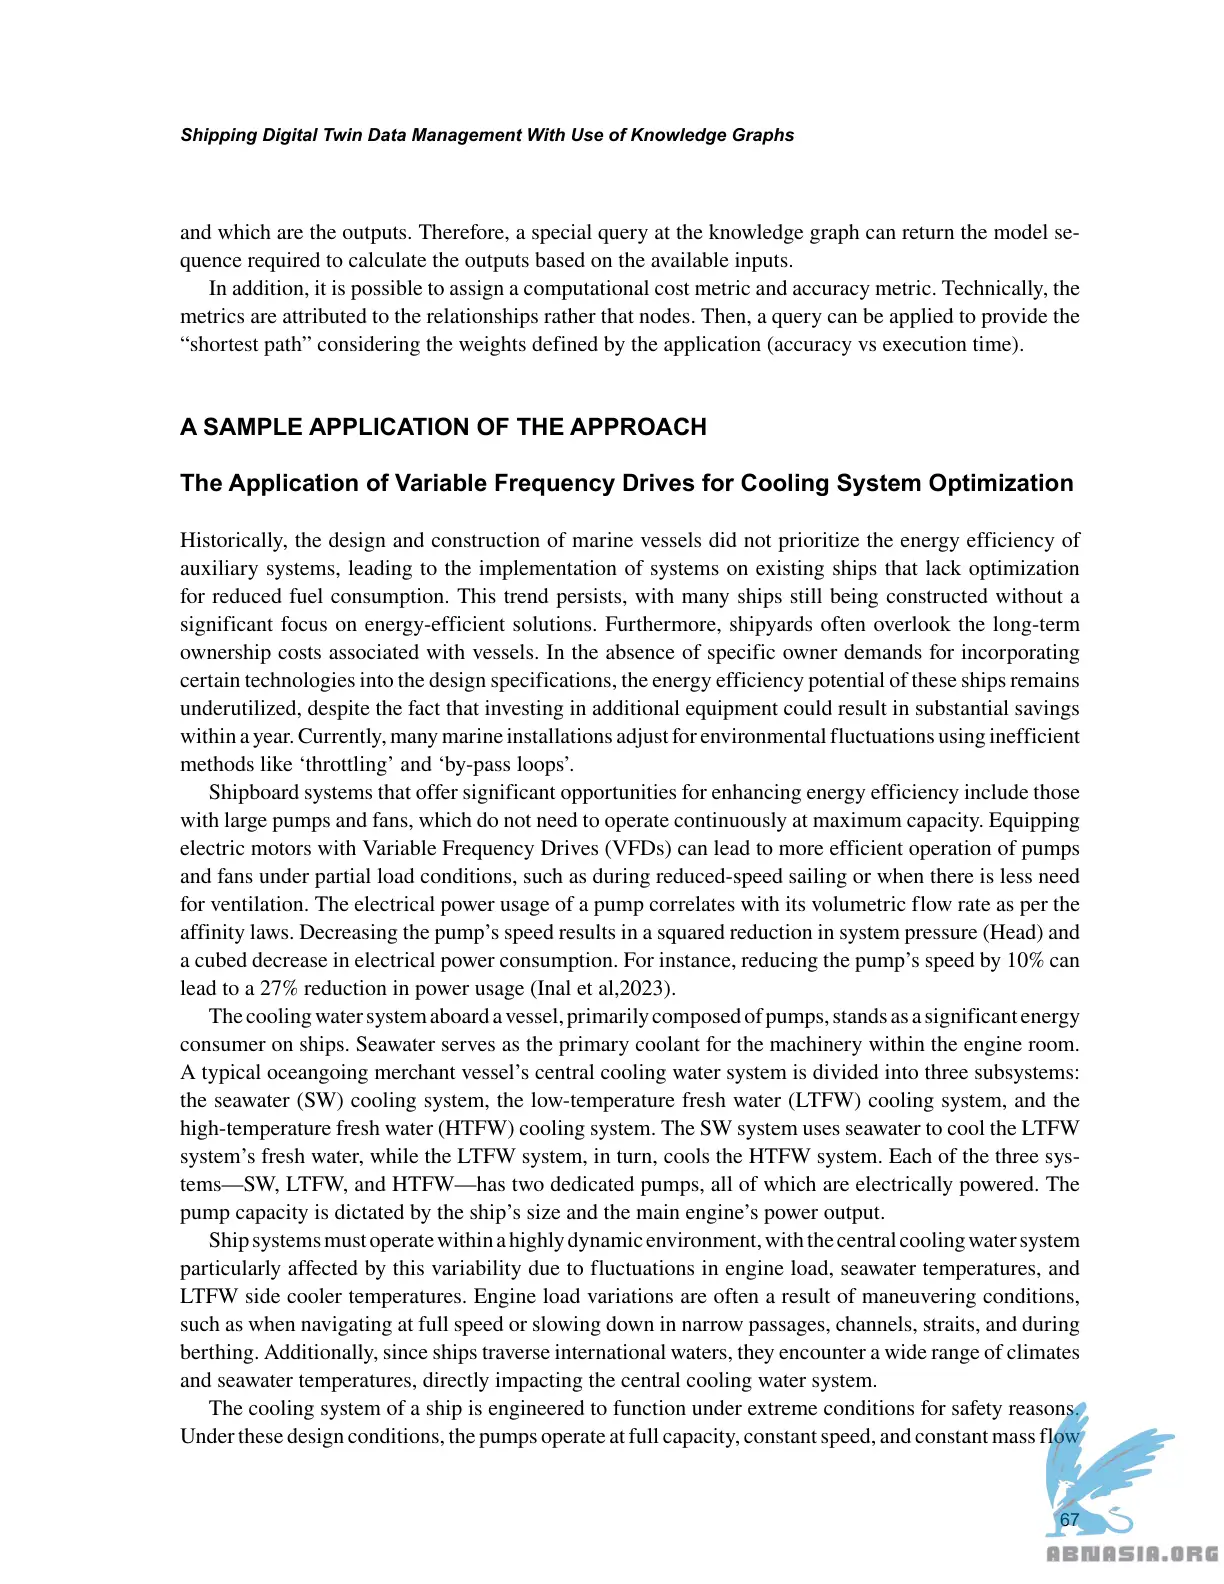 Shipping Digital Twin Data Management With Use of Knowledge Graphs
and which are the outputs. Therefore, a special query at the knowledge graph can return the model se-
quence required to calculate the outputs based on the available inputs.
In addition, it is possible to assign a computational cost metric and accuracy metric. Technically, the
metrics are attributed to the relationships rather that nodes. Then, a query can be applied to provide the
“shortest path” considering the weights defined by the application (accuracy vs execution time).
A SAMPLE APPLICATION OF THE APPROACH
The Application of Variable Frequency Drives for Cooling System Optimization
Historically, the design and construction of marine vessels did not prioritize the energy efficiency of
auxiliary systems, leading to the implementation of systems on existing ships that lack optimization
for reduced fuel consumption. This trend persists, with many ships still being constructed without a
significant focus on energy-efficient solutions. Furthermore, shipyards often overlook the long-term
ownership costs associated with vessels. In the absence of specific owner demands for incorporating
certain technologies into the design specifications, the energy efficiency potential of these ships remains
underutilized, despite the fact that investing in additional equipment could result in substantial savings
within a year. Currently, many marine installations adjust for environmental fluctuations using inefficient
methods like ‘throttling’ and ‘by-pass loops’.
Shipboard systems that offer significant opportunities for enhancing energy efficiency include those
with large pumps and fans, which do not need to operate continuously at maximum capacity. Equipping
electric motors with Variable Frequency Drives (VFDs) can lead to more efficient operation of pumps
and fans under partial load conditions, such as during reduced-speed sailing or when there is less need
for ventilation. The electrical power usage of a pump correlates with its volumetric flow rate as per the
affinity laws. Decreasing the pump’s speed results in a squared reduction in system pressure (Head) and
a cubed decrease in electrical power consumption. For instance, reducing the pump’s speed by 10% can
lead to a 27% reduction in power usage (Inal et al,2023).
The cooling water system aboard a vessel, primarily composed of pumps, stands as a significant energy
consumer on ships. Seawater serves as the primary coolant for the machinery within the engine room.
A typical oceangoing merchant vessel’s central cooling water system is divided into three subsystems:
the seawater (SW) cooling system, the low-temperature fresh water (LTFW) cooling system, and the
high-temperature fresh water (HTFW) cooling system. The SW system uses seawater to cool the LTFW
system’s fresh water, while the LTFW system, in turn, cools the HTFW system. Each of the three sys-
tems—SW, LTFW, and HTFW—has two dedicated pumps, all of which are electrically powered. The
pump capacity is dictated by the ship’s size and the main engine’s power output.
Ship systems must operate within a highly dynamic environment, with the central cooling water system
particularly affected by this variability due to fluctuations in engine load, seawater temperatures, and
LTFW side cooler temperatures. Engine load variations are often a result of maneuvering conditions,
such as when navigating at full speed or slowing down in narrow passages, channels, straits, and during
berthing. Additionally, since ships traverse international waters, they encounter a wide range of climates
and seawater temperatures, directly impacting the central cooling water system.
The cooling system of a ship is engineered to function under extreme conditions for safety reasons.
Under these design conditions, the pumps operate at full capacity, constant speed, and constant mass flow
67
ABNASIA.ORG